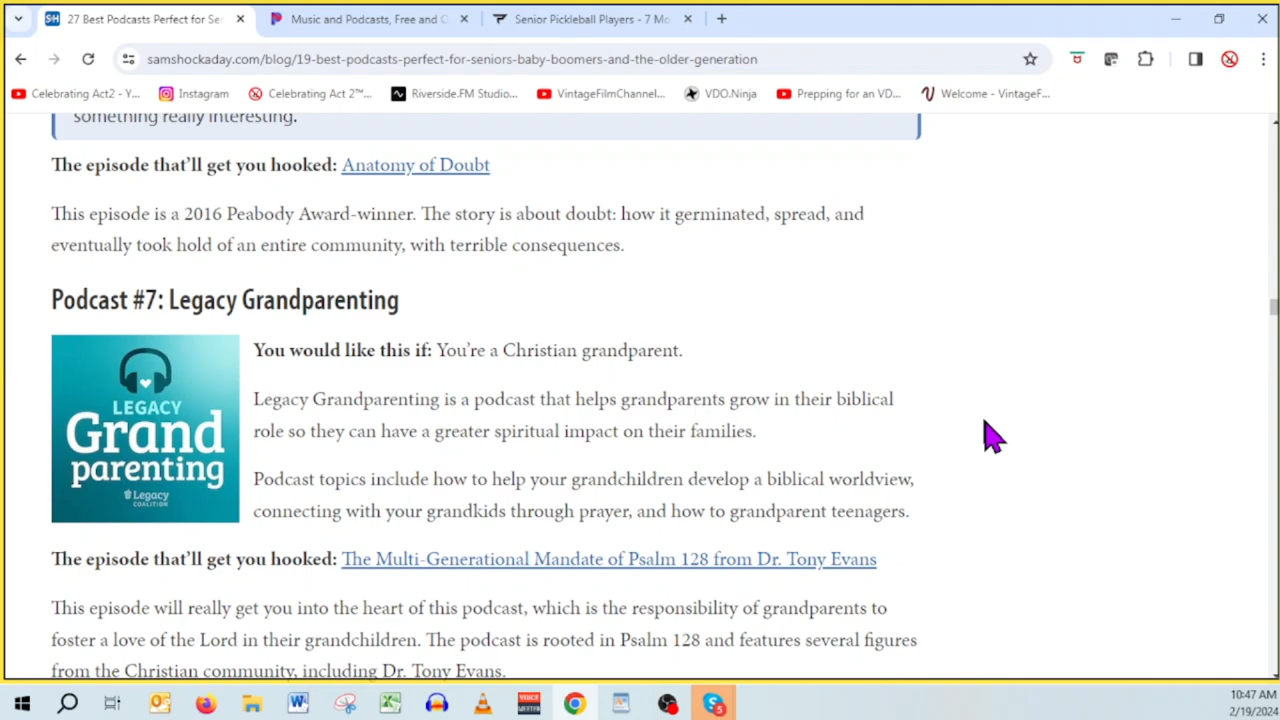 27 Best Podcasts Perfect for Se
Music and Podcasts, Free and O
Senior Pickleball Players - 7 Mo
samshockaday.com/blog/19-best-podcasts-perfect-for-seniors-baby-boomers-and-the-older-generation
Celebrating Act2 - Y...
Instagram
Celebrating Act 2™...
Riverside.FM Studio...
VintageFilmChannel...
VDO.Ninja
Prepping for an VD...
Welcome - VintageF...
something really interesting.
The episode that'll get you hooked: Anatomy of Doubt
This episode is a 2016 Peabody Award-winner. The story is about doubt: how it germinated, spread, and
eventually took hold of an entire community, with terrible consequences.
Podcast #7: Legacy Grandparenting
LEGACY
Grand
parenting
Legacy
COALITION
You would like this if: You're a Christian grandparent.
Legacy Grandparenting is a podcast that helps grandparents grow in their biblical
role so they can have a greater spiritual impact on their families.
Podcast topics include how to help your grandchildren develop a biblical worldview,
connecting with your grandkids through prayer, and how to grandparent teenagers.
The episode that'll get you hooked: The Multi-Generational Mandate of Psalm 128 from Dr. Tony Evans
This episode will really get you into the heart of this podcast, which is the responsibility of grandparents to
foster a love of the Lord in their grandchildren. The podcast is rooted in Psalm 128 and features several figures
from the Christian community, including Dr. Tony Evans.
10:47 AM
2/19/2024